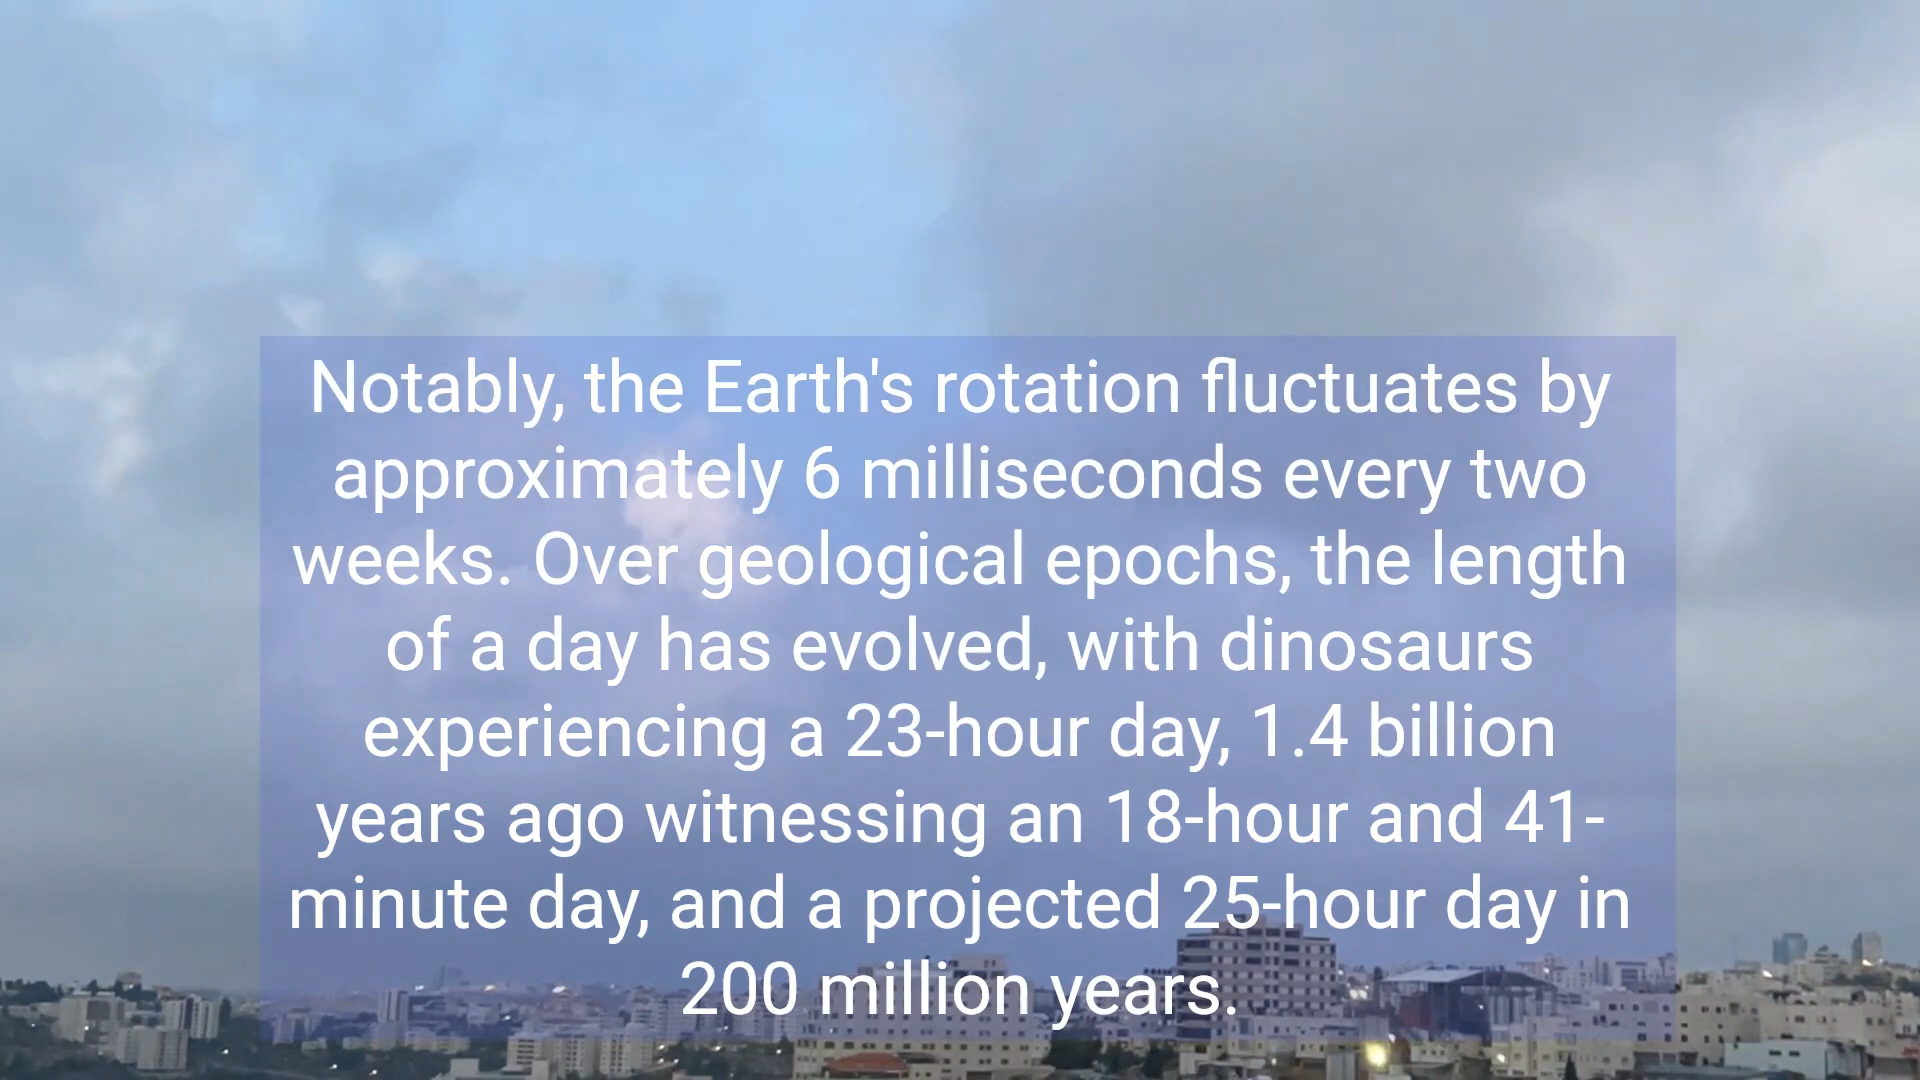 Notably, the Earth's rotation fluctuates by
approximately 6 milliseconds every two
weeks. Over geological epochs, the length
of a day has evolved, with dinosaurs
experiencing a 23-hour day, 1.4 billion
years ago witnessing an 18-hour and 41-
minute day, and a projected 25-hour day in
200 million years.